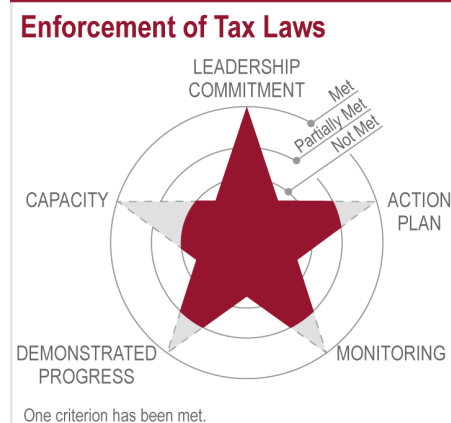 Enforcement of Tax Laws
LEADERSHIP
COMMITMENT
Met
Partially Met
Not Met
CAPACITY
ACTION
PLAN
DEMONSTRATED
PROGRESS
MONITORING
One criterion has been met.